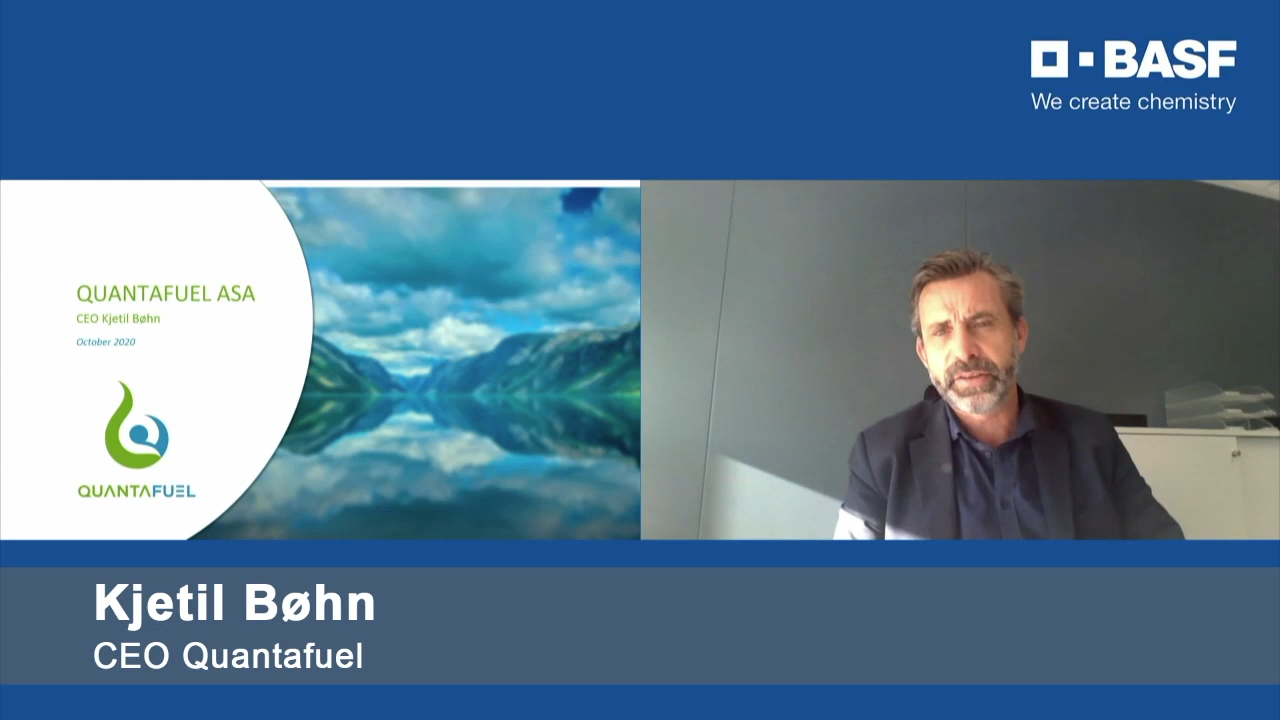 BASF
We create chemistry
QUANTAFUEL ASA
CEO Kjetil Bøhn
October 2020
QUANTAFUEL
Kjetil Bøhn
CEO Quantafuel